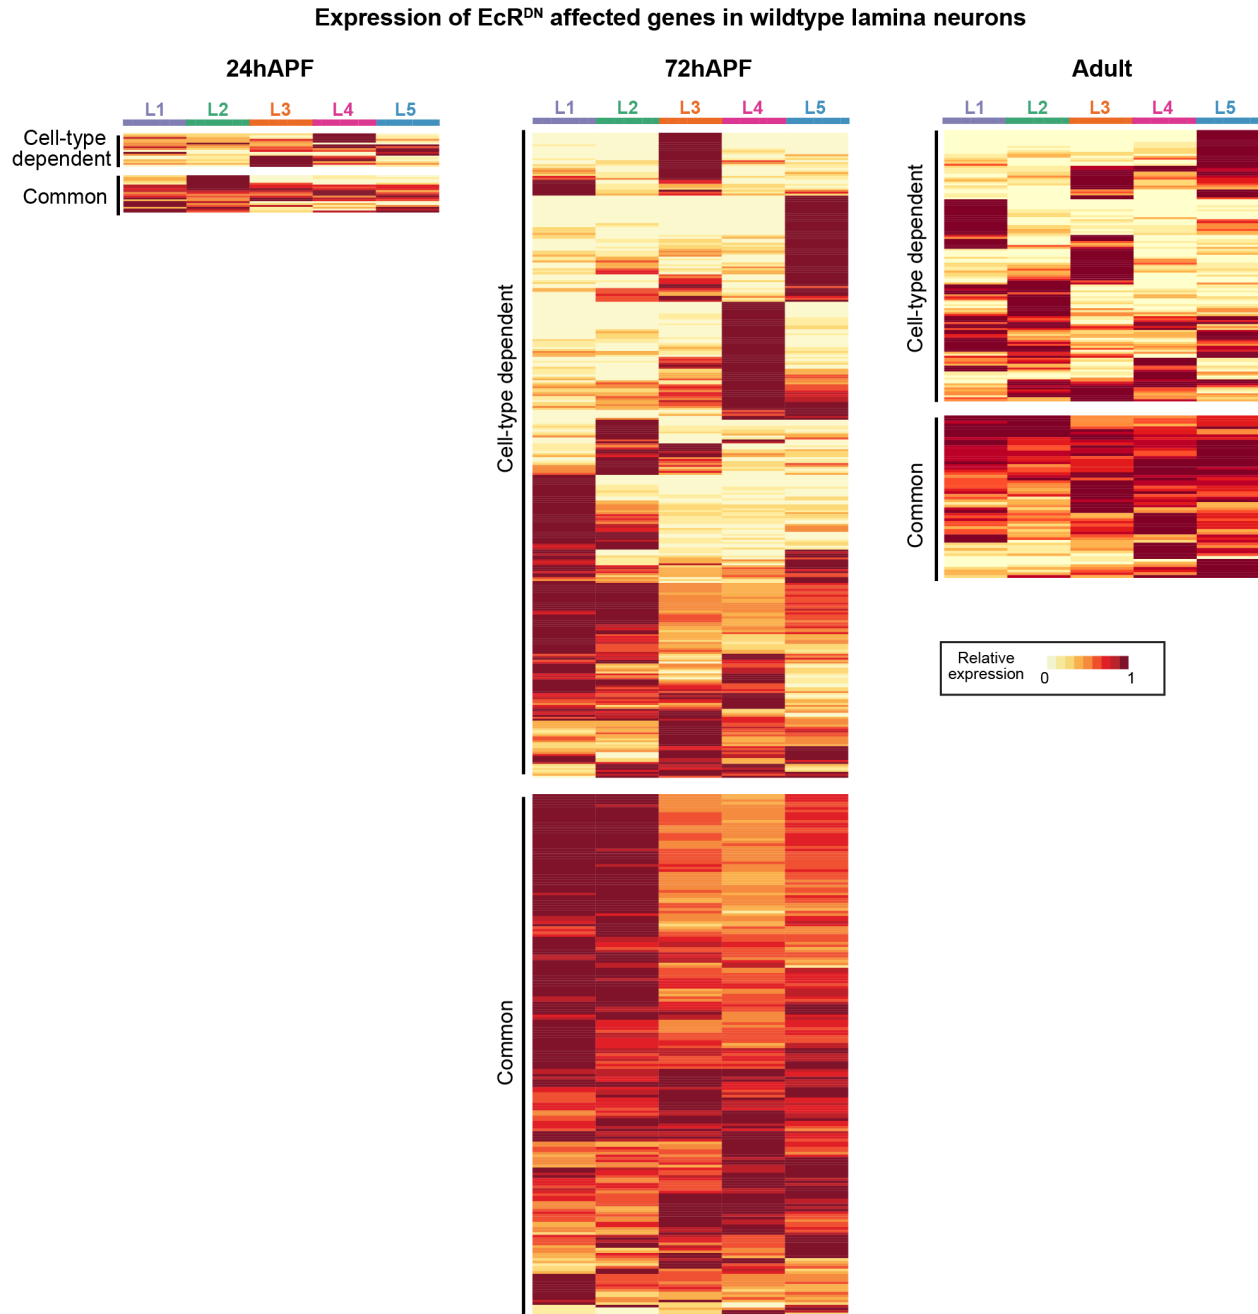 Expression of EcRDN affected genes in wildtype lamina neurons
24hAPF
L1 L2 L3 L4 L5
Cell-type
dependent
Common
72hAPF
L1 L2 L3 L4 L5
Cell-type dependent
Common
Adult
L1 L2 L3 L4 L5
Cell-type dependent
Common
Relative
expression
0 1